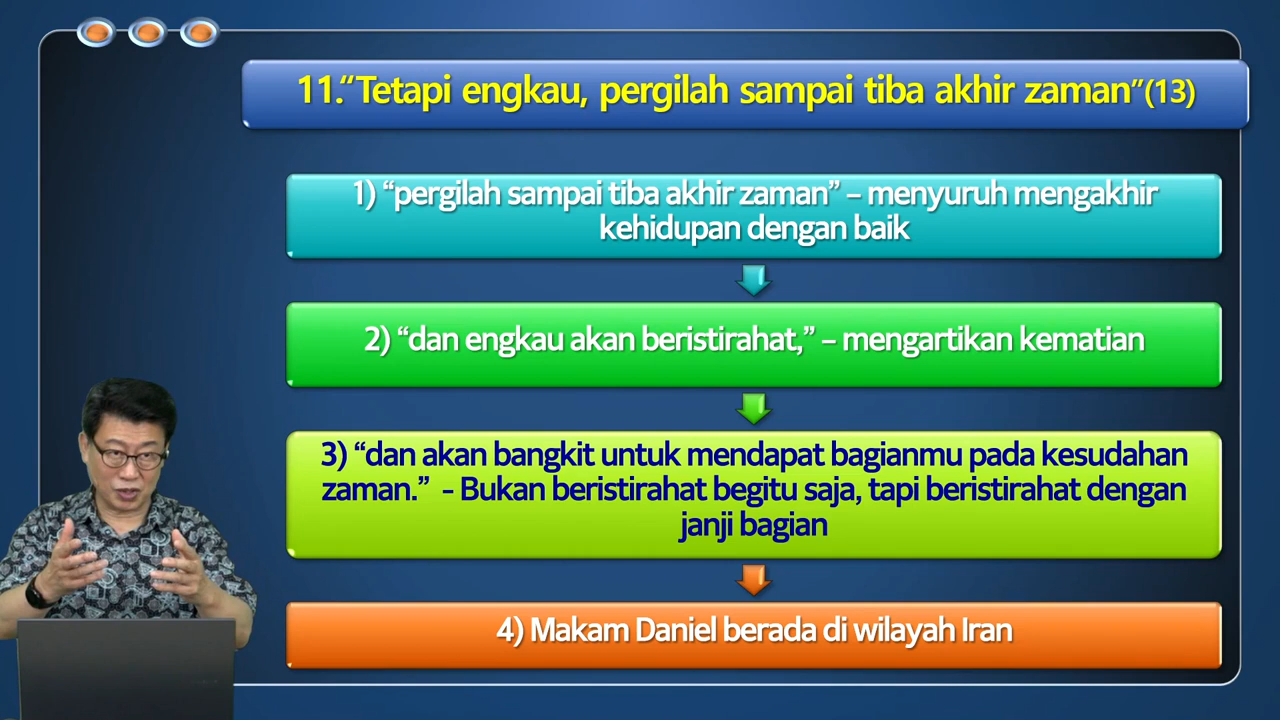 11.“Tetapi engkau, pergilah sampai tiba akhir zaman”(13)
1) “pergilah sampai tiba akhir zaman” – menyuruh mengakhir
kehidupan dengan baik
2) “dan engkau akan beristirahat,” – mengartikan kematian
3) “dan akan bangkit untuk mendapat bagianmu pada kesudahan
zaman.” - Bukan beristirahat begitu saja, tapi beristirahat dengan
janji bagian
4) Makam Daniel berada di wilayah Iran